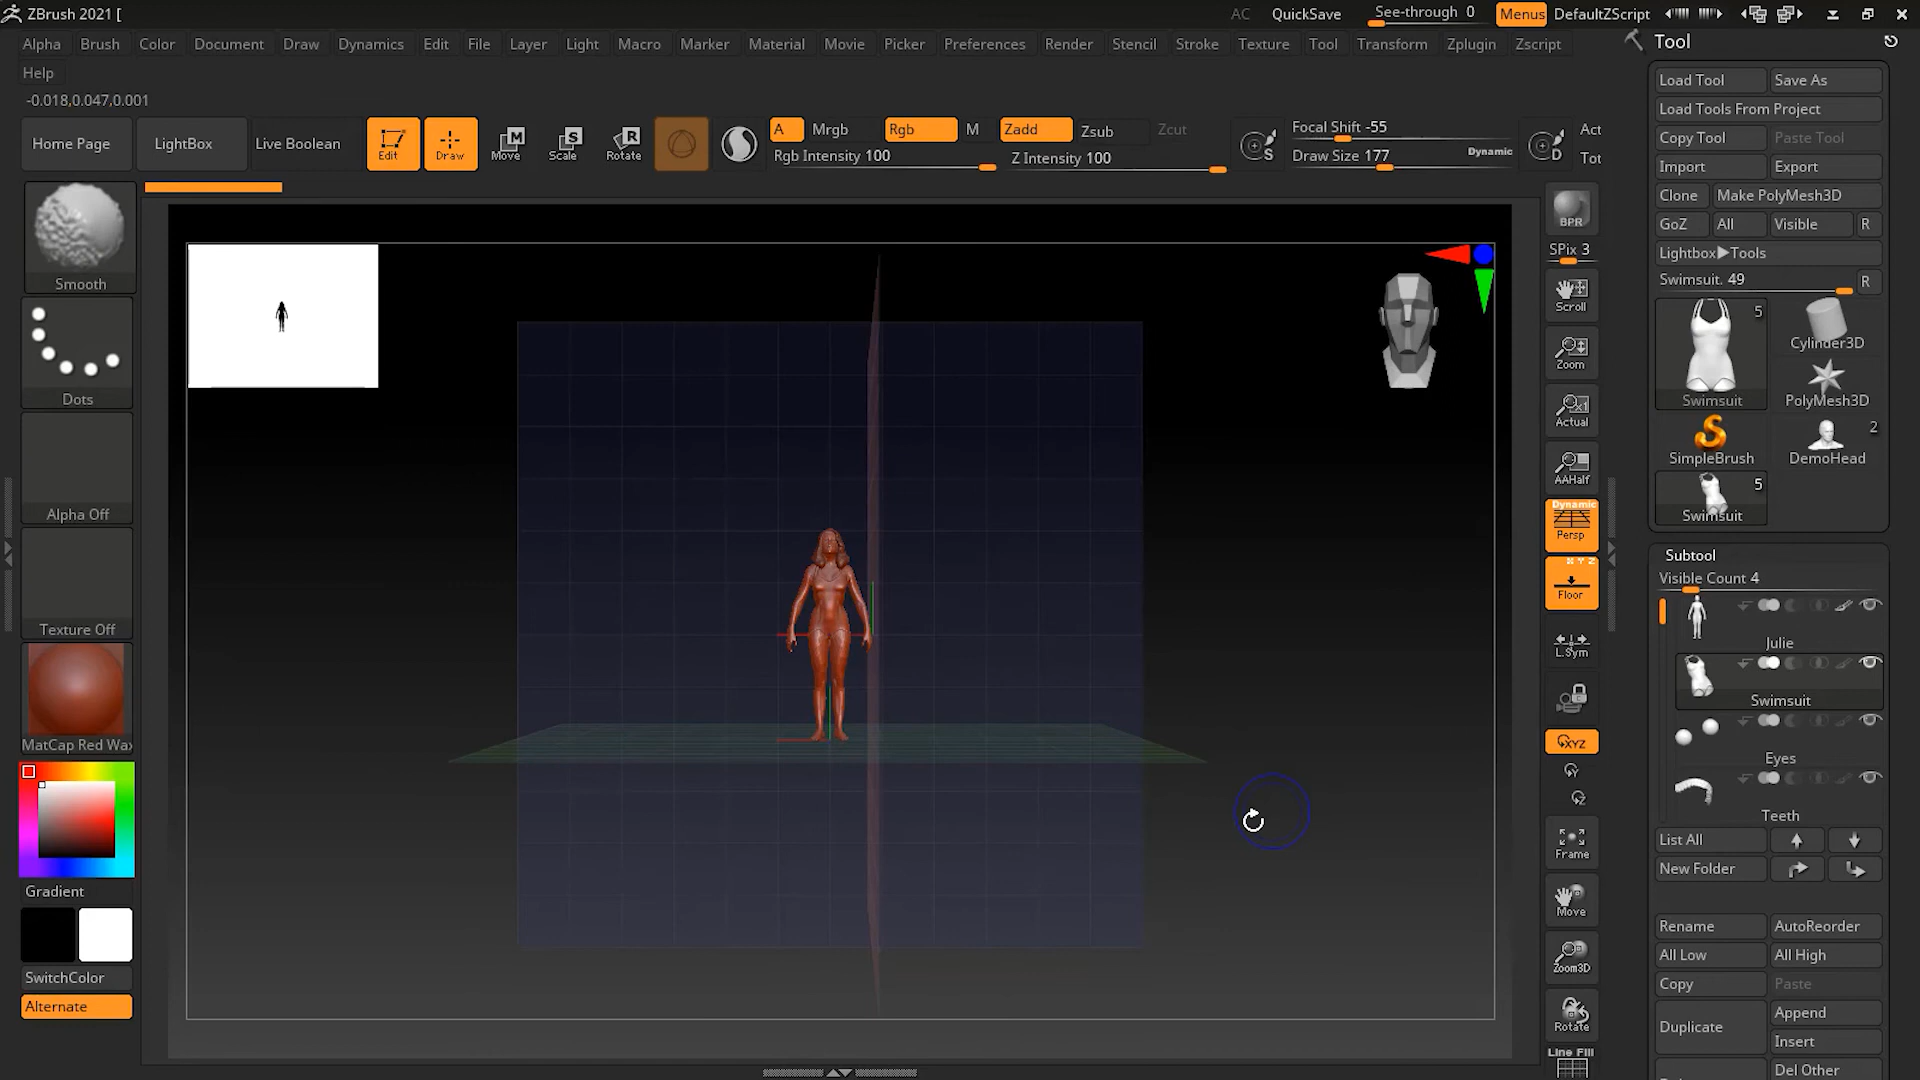 ZBrush 2021 [
AC QuickSave See-through 0 Menus DefaultZScript
Alpha Brush Color Document Draw Dynamics Edit File Layer Light Macro Marker Material Movie Picker Preferences Render Stencil Stroke Texture Tool Transform Zplugin Zscript
Help
-0.018,0.047,0.001
Home Page LightBox Live Boolean
Edit Draw Move Scale Rotate
M S R
A Mrgb Rgb M Zadd Zsub Zcut
Rgb Intensity 100 Z Intensity 100
S Focal Shift -55
Draw Size 177 Dynamic
D Act
Tot
Smooth
Dots
Alpha Off
Texture Off
MatCap Red Wax
Gradient
SwitchColor
Alternate
BPR
SPix 3
Scroll
Zoom
Actual
AAHalf
Dynamic
Persp
X Y Z
Floor
L.Sym
XYZ
Y
Z
Frame
Move
Zoom3D
Rotate
Line Fill
Tool
Load Tool Save As
Load Tools From Project
Copy Tool Paste Tool
Import Export
Clone Make PolyMesh3D
GoZ All Visible R
Lightbox▶Tools
Swimsuit. 49 R
5
Swimsuit Cylinder3D
PolyMesh3D
2
SimpleBrush DemoHead
5
Swimsuit
Subtool
Visible Count 4
Julie
Swimsuit
Eyes
Teeth
List All
New Folder
Rename AutoReorder
All Low All High
Copy Paste
Duplicate Append
Insert
Del Other